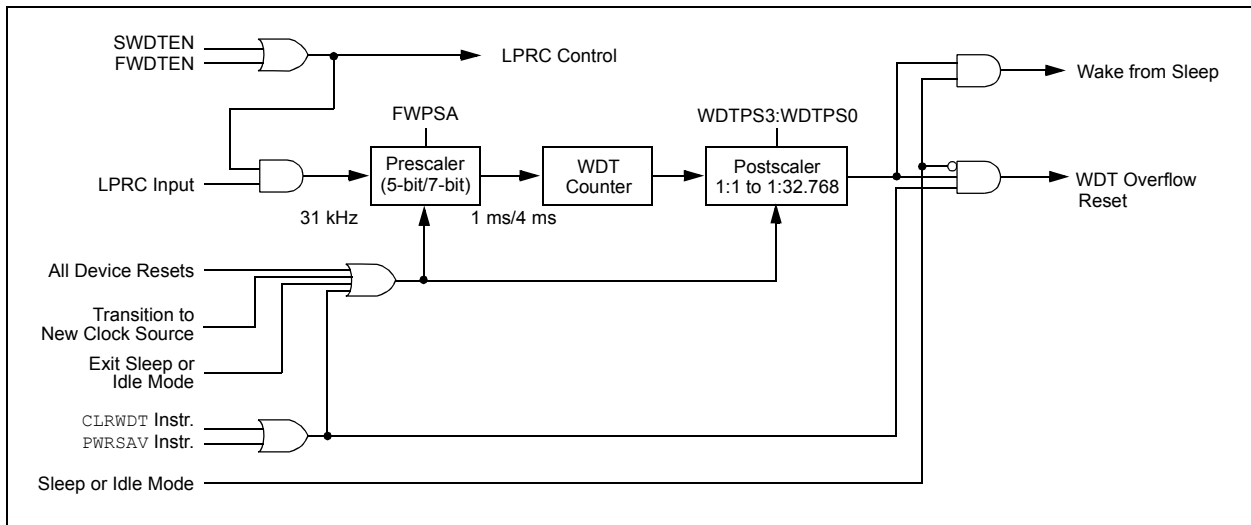 SWDTEN
FWDTEN
LPRC Control
Wake from Sleep
FWPSA
WDTPS3:WDTPS0
LPRC Input
Prescaler
(5-bit/7-bit)
WDT
Counter
Postscaler
1:1 to 1:32.768
WDT Overflow
Reset
31 kHz
1 ms/4 ms
All Device Resets
Transition to
New Clock Source
Exit Sleep or
Idle Mode
CLRWDT Instr.
PWRSAV Instr.
Sleep or Idle Mode